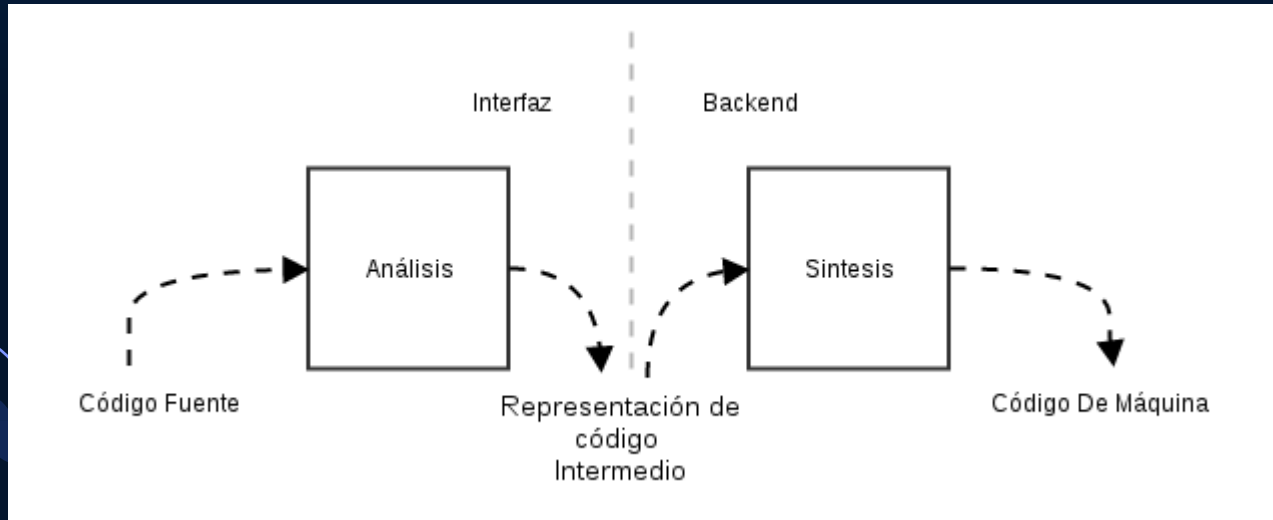 Interfaz
Backend
Análisis
Sintesis
Código Fuente
Representación de
código
Intermedio
Código De Máquina